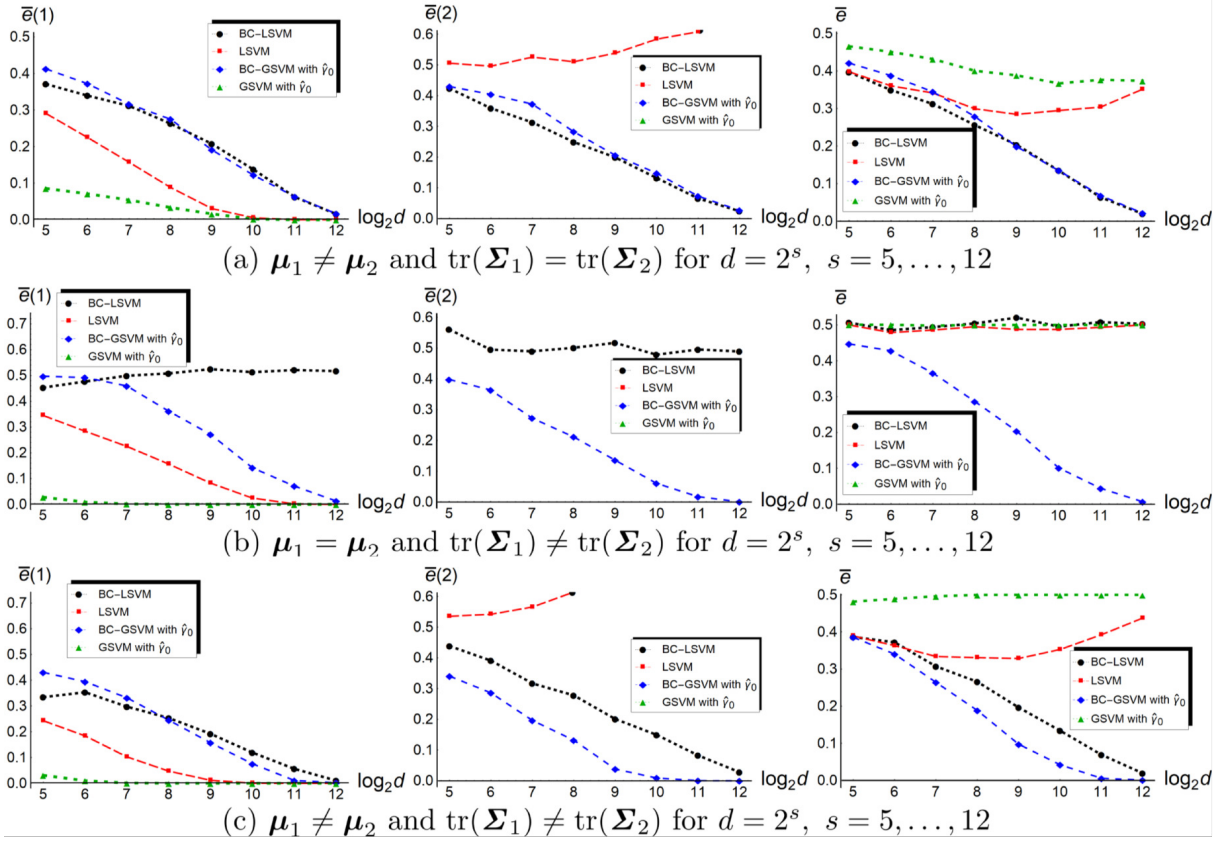 ē(1)
0.5
0.4
0.3
0.2
0.1
0.0
5 6 7 8 9 10 11 12
log₂d
BC−LSVM
LSVM
BC−GSVM with γ̂₀
GSVM with γ̂₀
ē(2)
0.6
0.5
0.4
0.3
0.2
0.1
0.0
5 6 7 8 9 10 11 12
log₂d
BC−LSVM
LSVM
BC−GSVM with γ̂₀
GSVM with γ̂₀
ē
0.5
0.4
0.3
0.2
0.1
0.0
5 6 7 8 9 10 11 12
log₂d
BC−LSVM
LSVM
BC−GSVM with γ̂₀
GSVM with γ̂₀
(a) μ₁ ≠ μ₂ and tr(Σ₁) = tr(Σ₂) for d = 2ˢ, s = 5, . . . , 12
ē(1)
0.7
0.6
0.5
0.4
0.3
0.2
0.1
0.0
5 6 7 8 9 10 11 12
log₂d
BC−LSVM
LSVM
BC−GSVM with γ̂₀
GSVM with γ̂₀
ē(2)
0.6
0.5
0.4
0.3
0.2
0.1
0.0
5 6 7 8 9 10 11 12
log₂d
BC−LSVM
LSVM
BC−GSVM with γ̂₀
GSVM with γ̂₀
ē
0.5
0.4
0.3
0.2
0.1
0.0
5 6 7 8 9 10 11 12
log₂d
BC−LSVM
LSVM
BC−GSVM with γ̂₀
GSVM with γ̂₀
(b) μ₁ = μ₂ and tr(Σ₁) ≠ tr(Σ₂) for d = 2ˢ, s = 5, . . . , 12
ē(1)
0.7
0.6
0.5
0.4
0.3
0.2
0.1
0.0
5 6 7 8 9 10 11 12
log₂d
BC−LSVM
LSVM
BC−GSVM with γ̂₀
GSVM with γ̂₀
ē(2)
0.6
0.5
0.4
0.3
0.2
0.1
0.0
5 6 7 8 9 10 11 12
log₂d
BC−LSVM
LSVM
BC−GSVM with γ̂₀
GSVM with γ̂₀
ē
0.5
0.4
0.3
0.2
0.1
0.0
5 6 7 8 9 10 11 12
log₂d
BC−LSVM
LSVM
BC−GSVM with γ̂₀
GSVM with γ̂₀
(c) μ₁ ≠ μ₂ and tr(Σ₁) ≠ tr(Σ₂) for d = 2ˢ, s = 5, . . . , 12